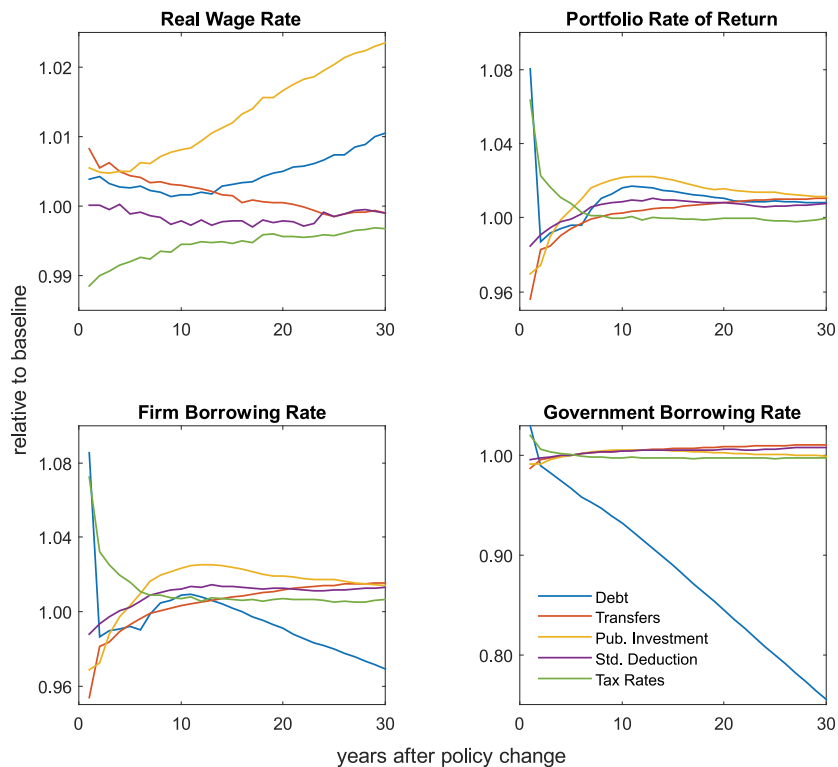 Real Wage Rate
1.02
1.01
1.00
0.99
0
10
20
30
Portfolio Rate of Return
1.08
1.04
1.00
0.96
0
10
20
30
relative to baseline
Firm Borrowing Rate
1.08
1.04
1.00
0.96
0
10
20
30
Government Borrowing Rate
1.00
0.90
0.80
Debt
Transfers
Pub. Investment
Std. Deduction
Tax Rates
0
10
20
30
years after policy change